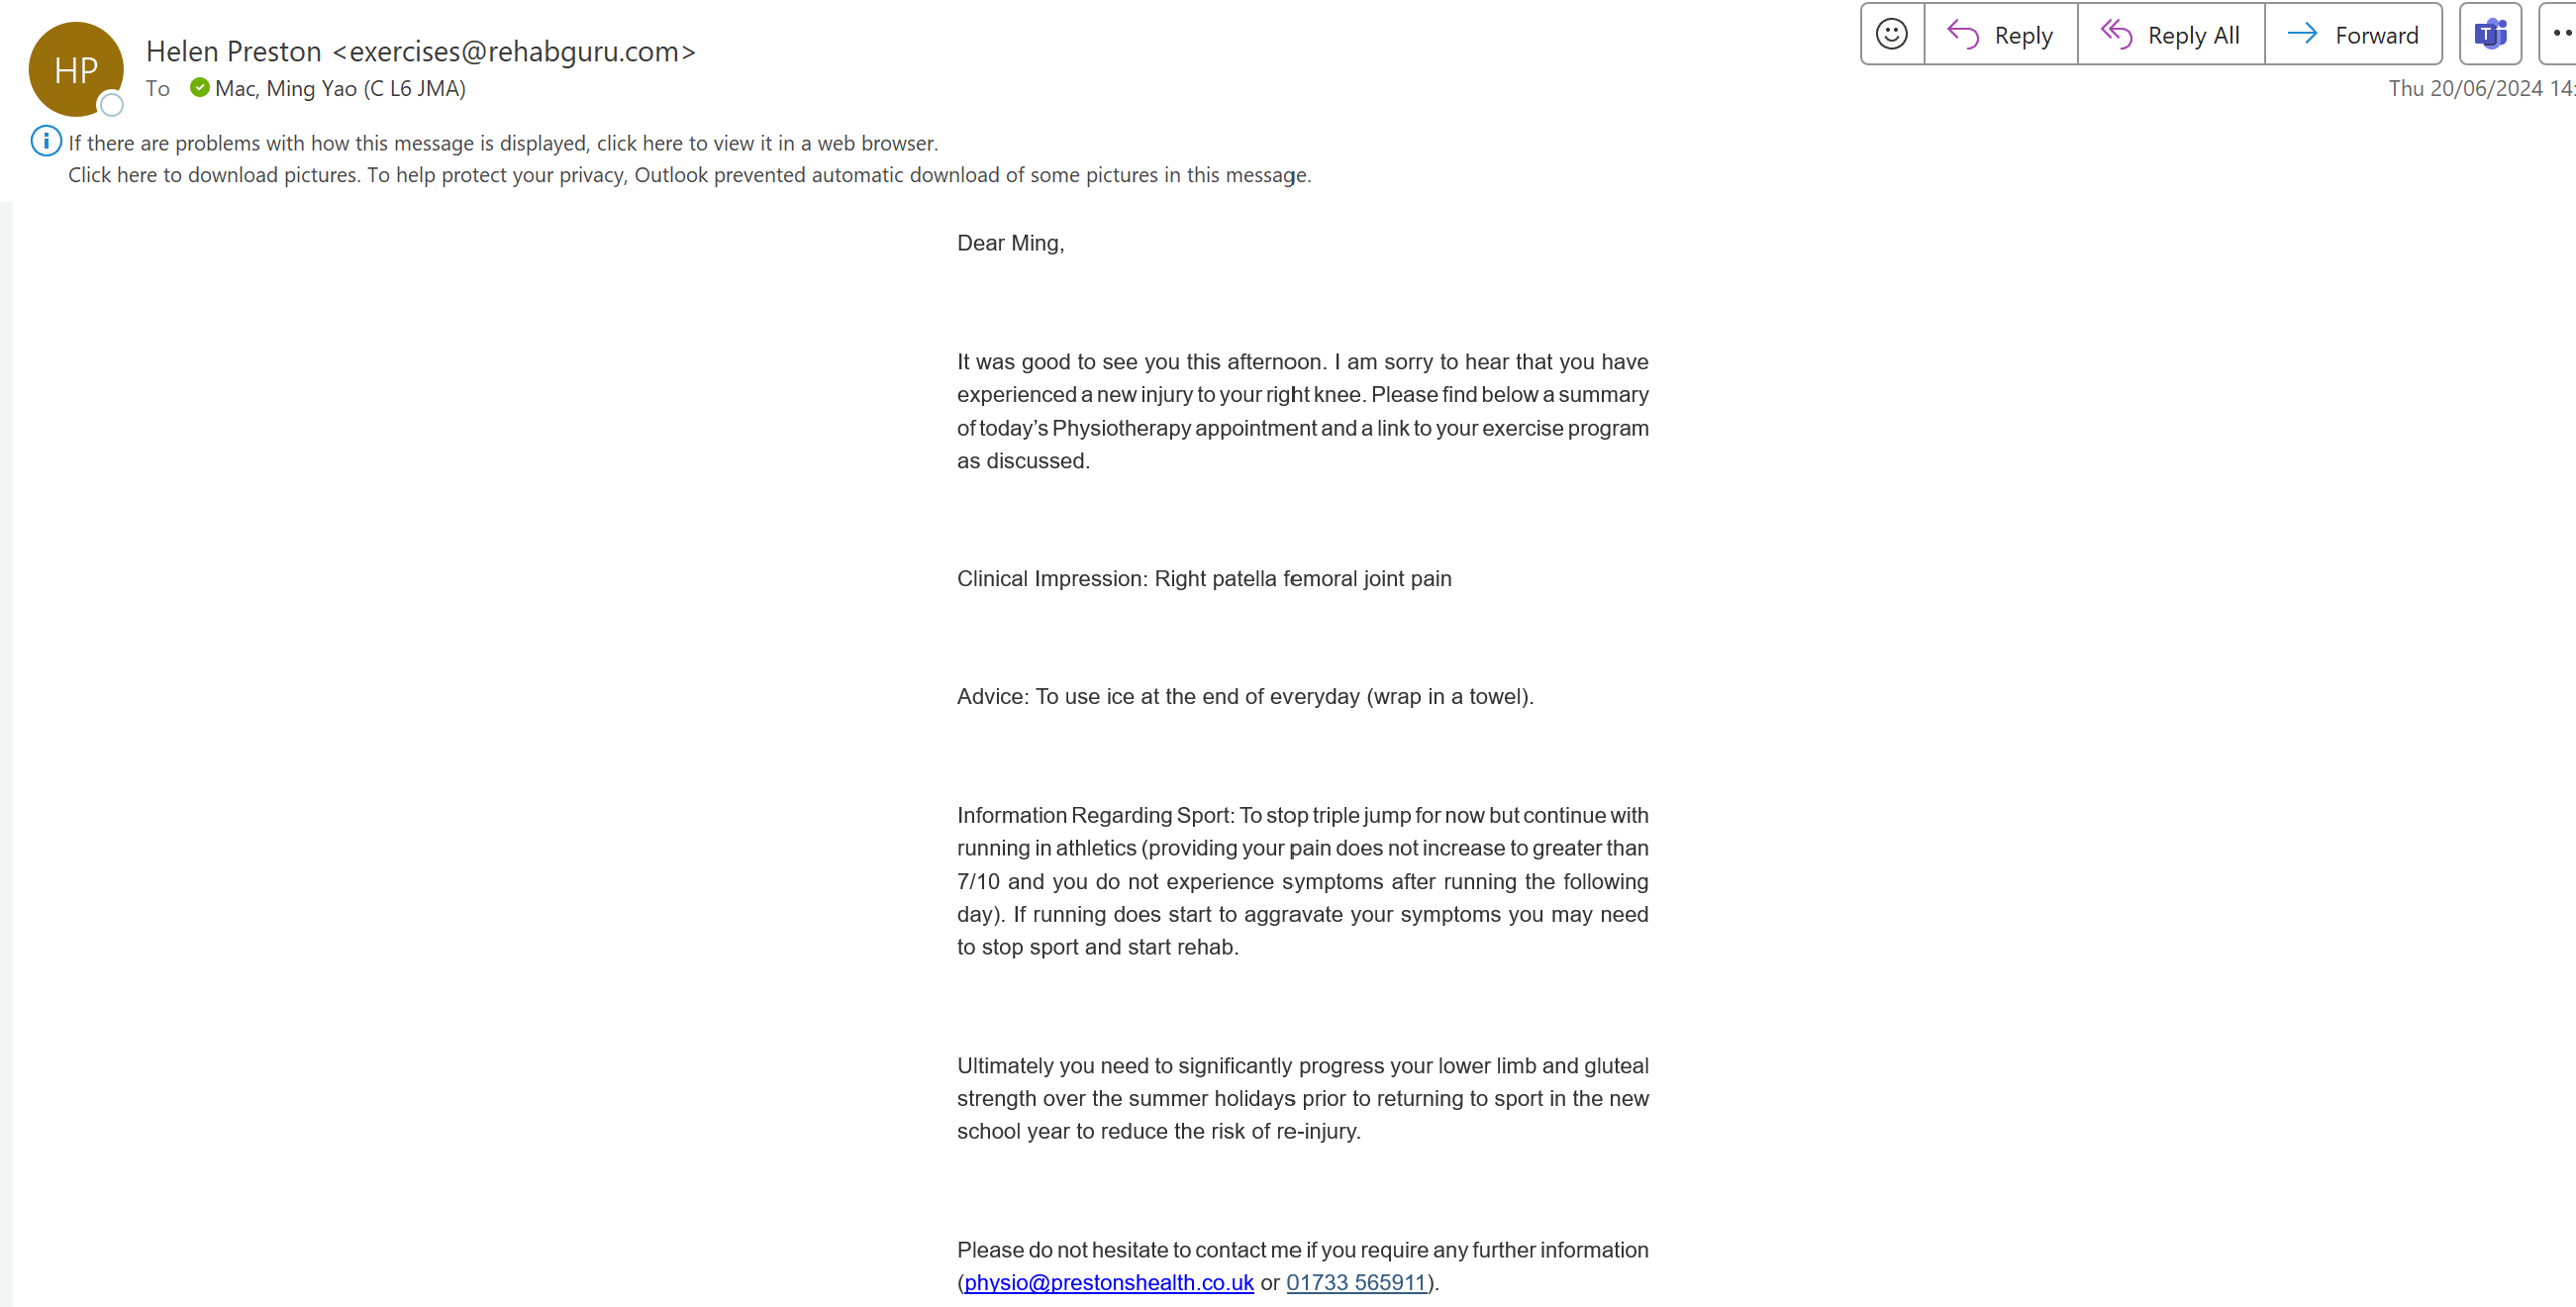 HP
Helen Preston <exercises@rehabguru.com>
To Mac, Ming Yao (C L6 JMA)
Reply
Reply All
Forward
T
Thu 20/06/2024 14:
If there are problems with how this message is displayed, click here to view it in a web browser.
Click here to download pictures. To help protect your privacy, Outlook prevented automatic download of some pictures in this message.
Dear Ming,
It was good to see you this afternoon. I am sorry to hear that you have
experienced a new injury to your right knee. Please find below a summary
of today’s Physiotherapy appointment and a link to your exercise program
as discussed.
Clinical Impression: Right patella femoral joint pain
Advice: To use ice at the end of everyday (wrap in a towel).
Information Regarding Sport: To stop triple jump for now but continue with
running in athletics (providing your pain does not increase to greater than
7/10 and you do not experience symptoms after running the following
day). If running does start to aggravate your symptoms you may need
to stop sport and start rehab.
Ultimately you need to significantly progress your lower limb and gluteal
strength over the summer holidays prior to returning to sport in the new
school year to reduce the risk of re-injury.
Please do not hesitate to contact me if you require any further information
(physio@prestonshealth.co.uk or 01733 565911).